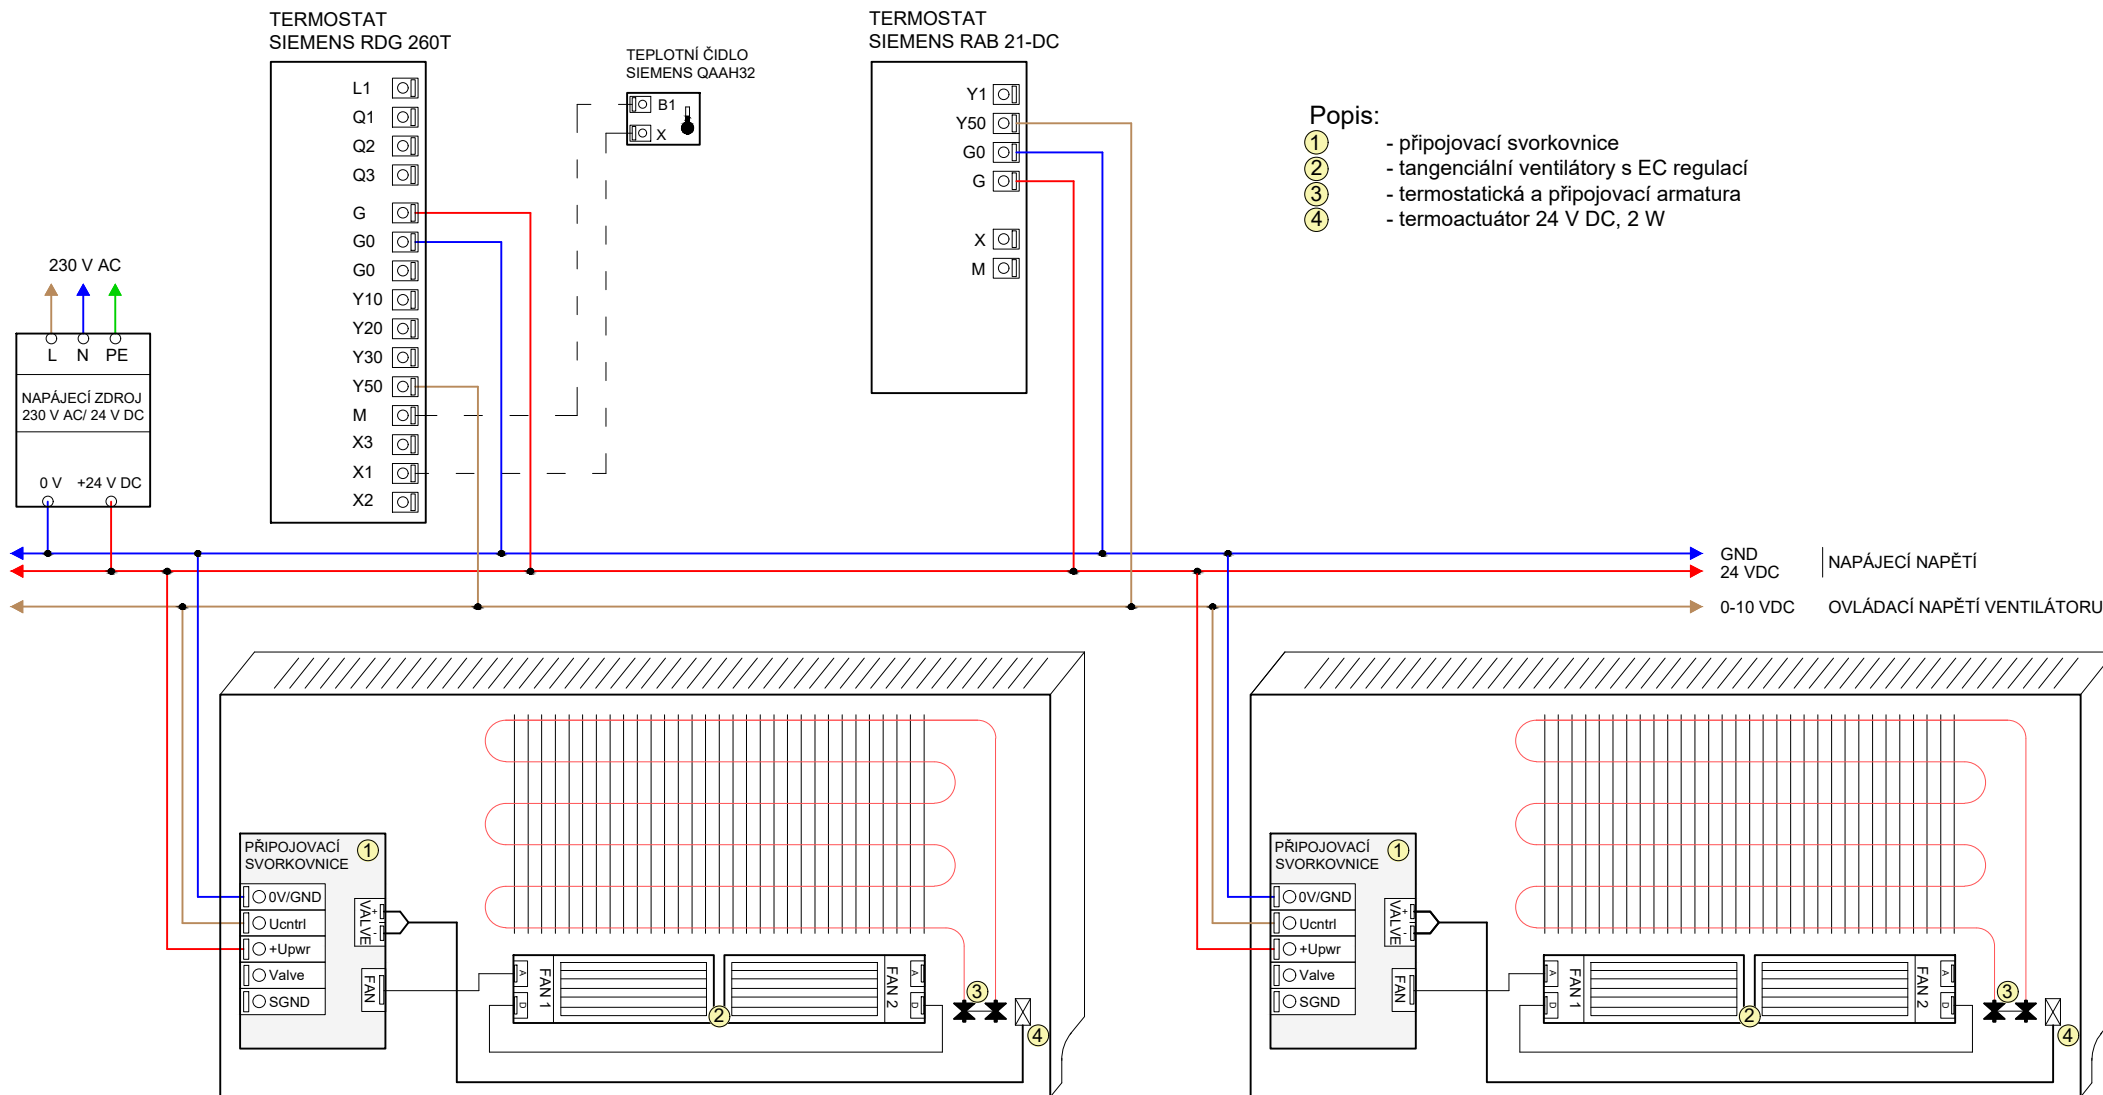 TERMOSTAT
SIEMENS RDG 260T
L1
Q1
Q2
Q3
G
G0
G0
Y10
Y20
Y30
Y50
M
X3
X1
X2
TEPLOTNÍ ČIDLO
SIEMENS QAAH32
B1
X
TERMOSTAT
SIEMENS RAB 21-DC
Y1
Y50
G0
G
X
M
Popis:
1 - připojovací svorkovnice
2 - tangenciální ventilátory s EC regulací
3 - termostatická a připojovací armatura
4 - termoactuátor 24 V DC, 2 W
230 V AC
L N PE
NAPÁJECÍ ZDROJ
230 V AC/ 24 V DC
0 V +24 V DC
GND
24 VDC
NAPÁJECÍ NAPĚTÍ
0-10 VDC OVLÁDACÍ NAPĚTÍ VENTILÁTORU
PŘIPOJOVACÍ
SVORKOVNICE
1
0V/GND
Ucntrl
+Upwr
Valve
SGND
VALVE
+
-
FAN
A
D
FAN 1
FAN 2
A
D
2
3
4
PŘIPOJOVACÍ
SVORKOVNICE
1
0V/GND
Ucntrl
+Upwr
Valve
SGND
VALVE
+
-
FAN
A
D
FAN 1
FAN 2
A
D
2
3
4